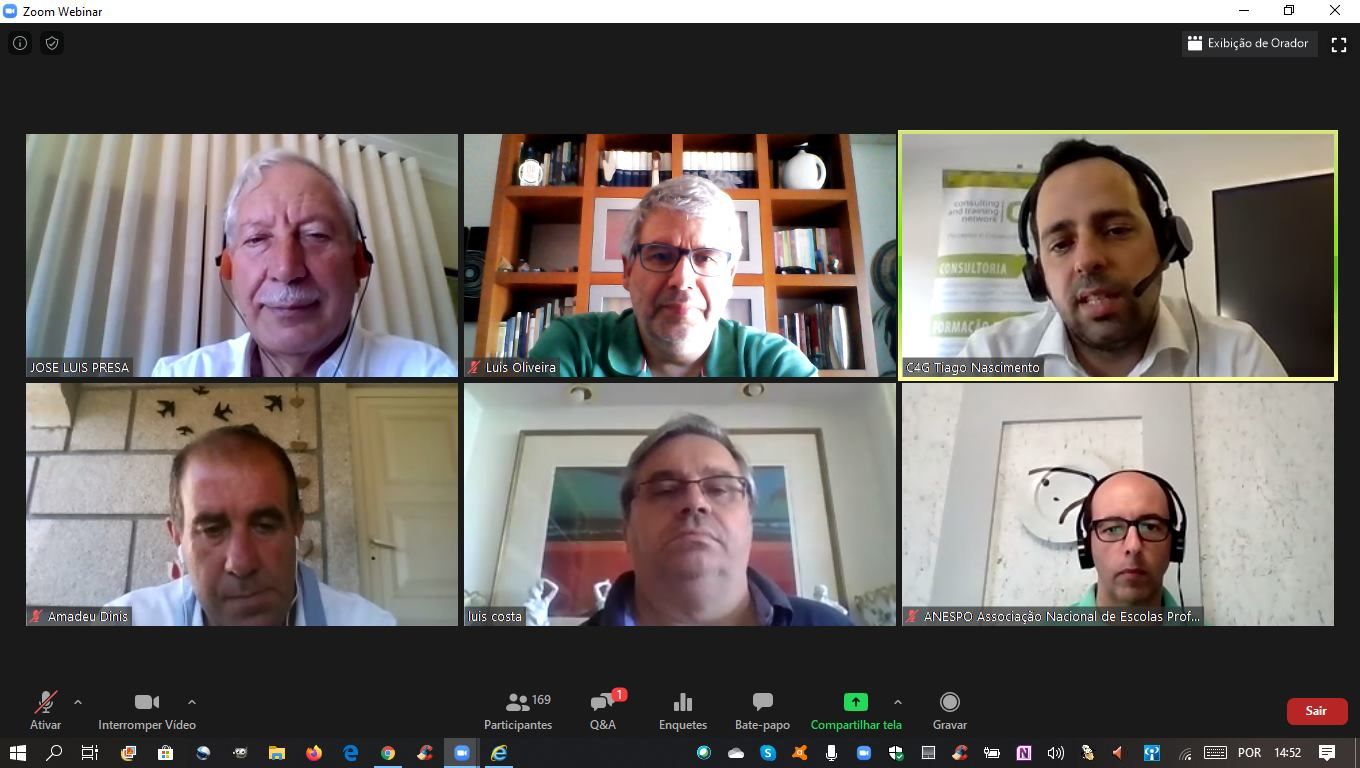 Zoom Webinar
Exibição de Orador
consulting
and training
network
CONSULTORIA
FORMAÇÃO
JOSE LUIS PRESA
Luis Oliveira
C4G Tiago Nascimento
Amadeu Dinis
luis costa
ANESPO Associação Nacional de Escolas Prof...
169
1
Ativar
Interromper Vídeo
Participantes
Q&A
Enquetes
Bate-papo
Compartilhar tela
Gravar
Sair
POR
14:52